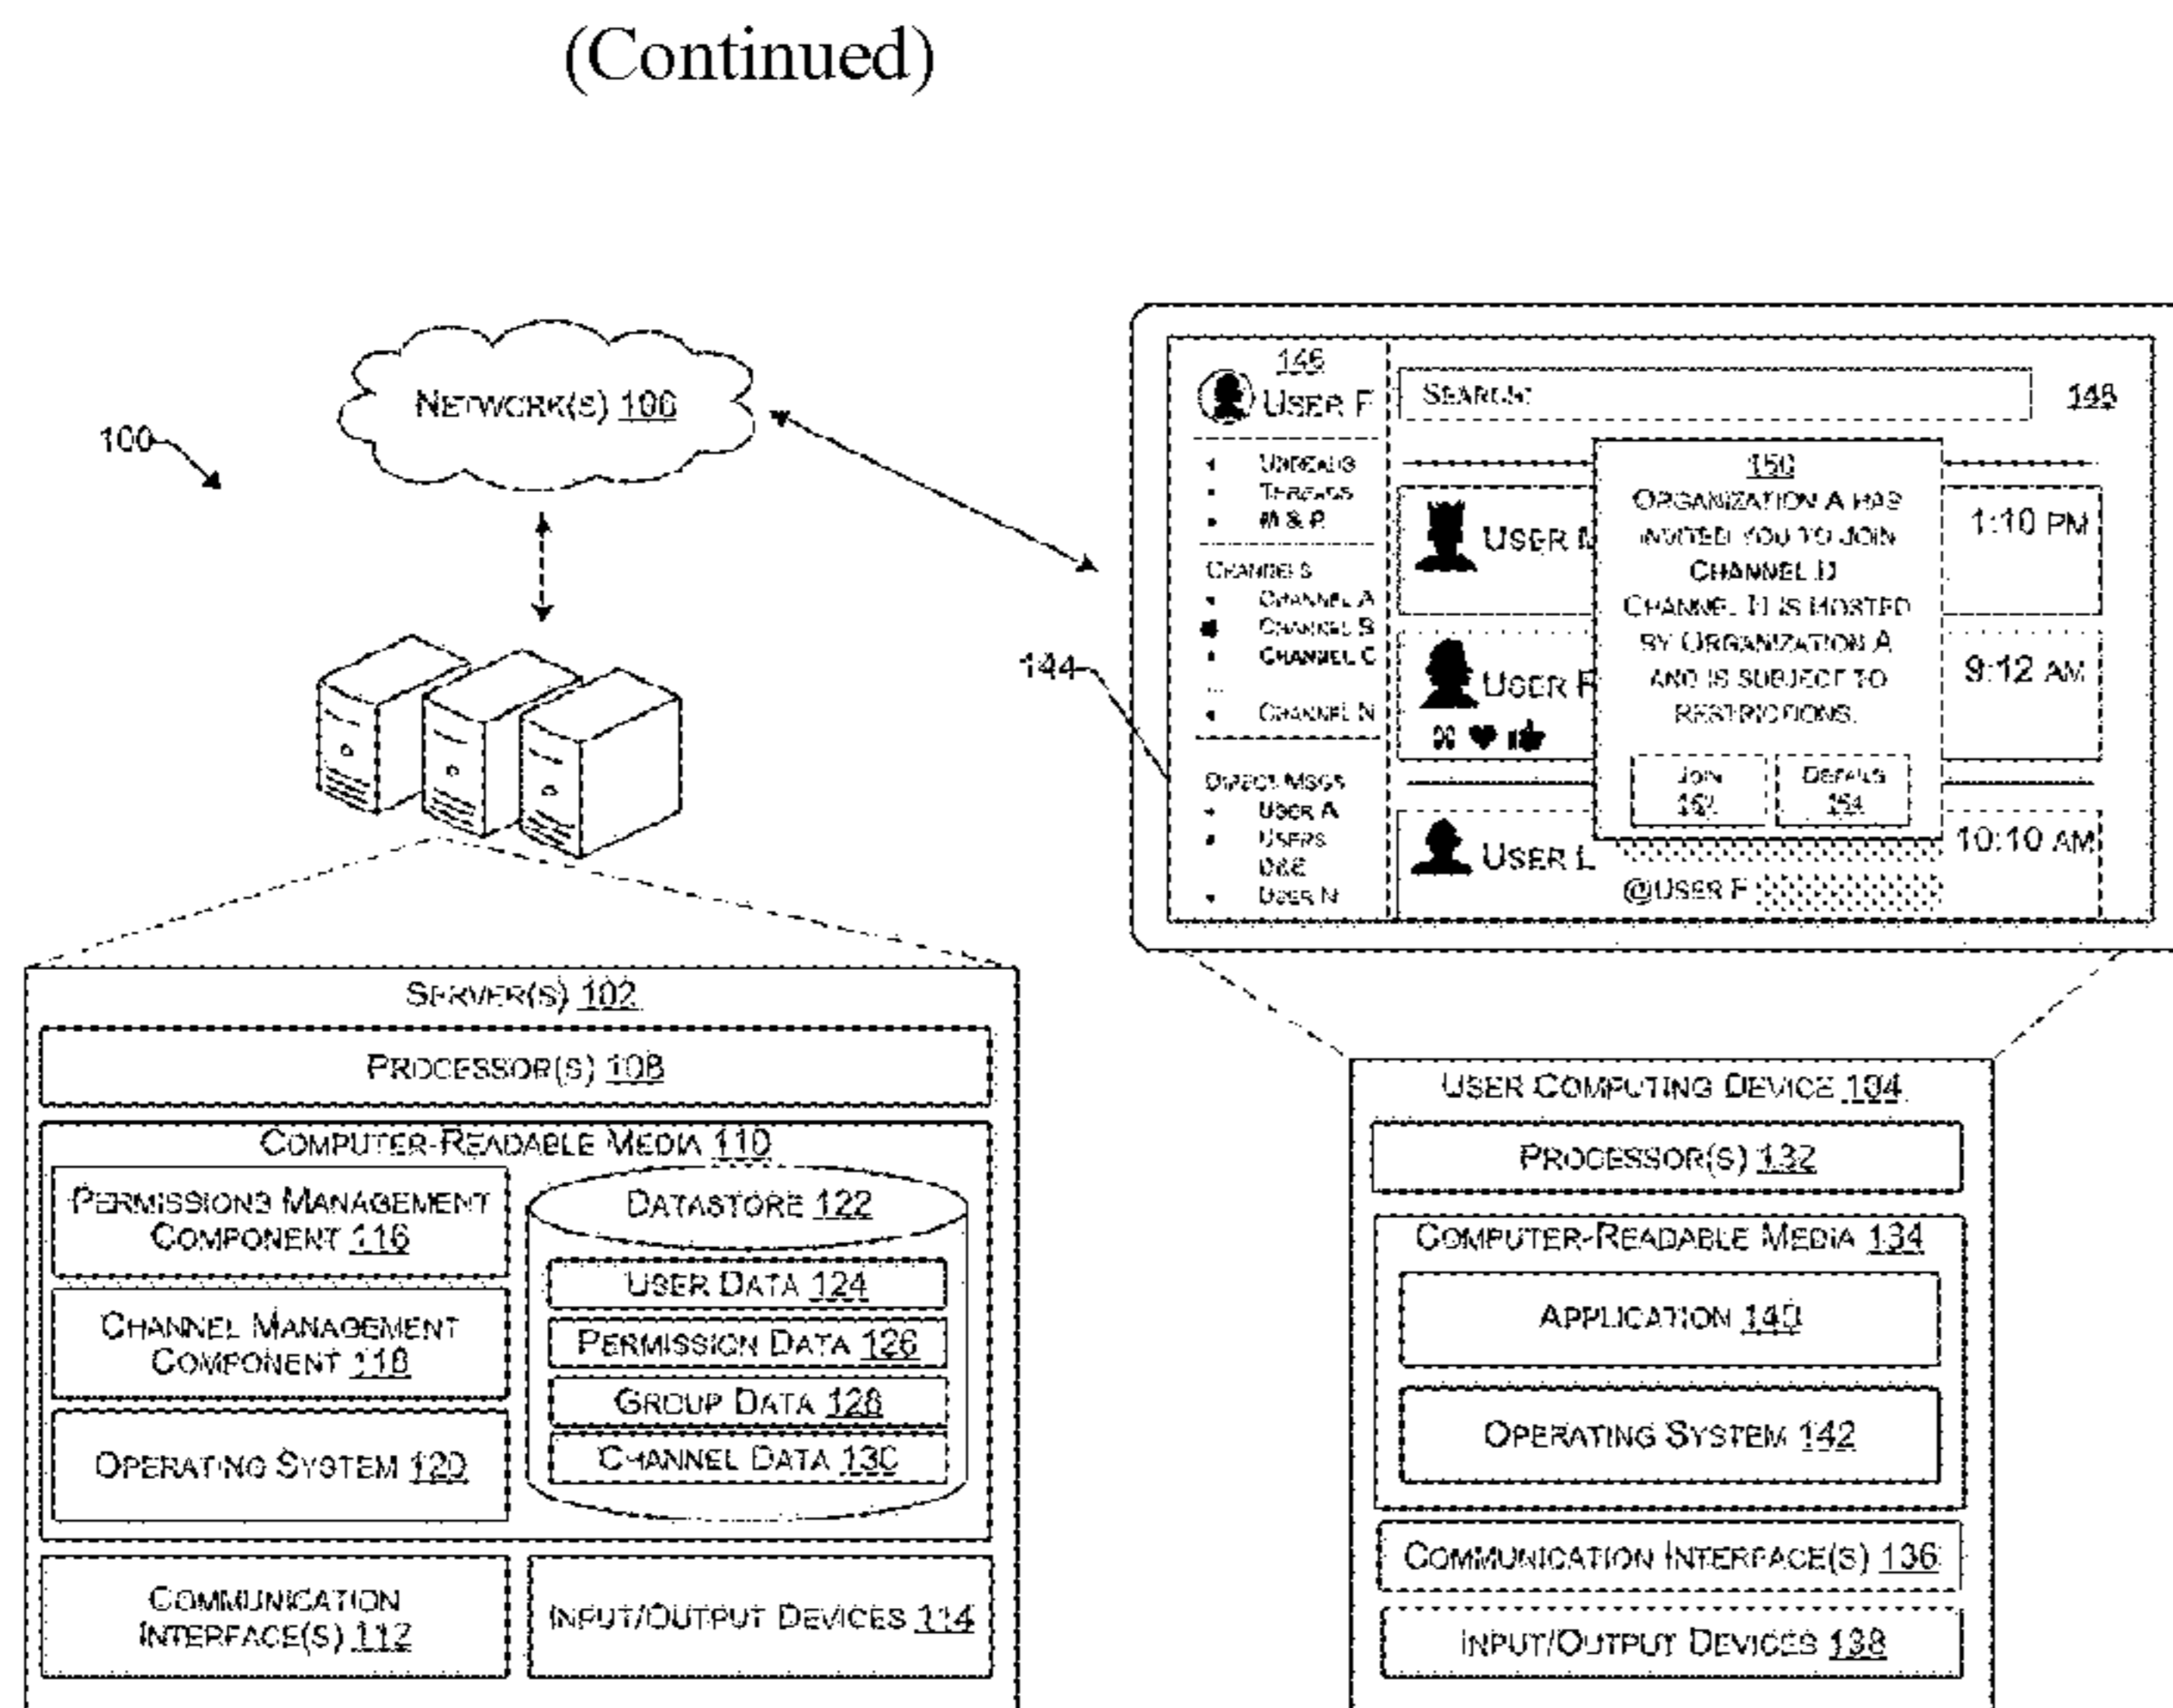 (Continued)
NETWORK(S) 106
100
146
USER F
SEARCH:
148
UNREADS
THREADS
M & R
CHANNELS
CHANNEL A
CHANNEL B
CHANNEL C
...
CHANNEL N
DIRECT MSGS
USER A
USERS
D&E
USER N
144
USER M
1:10 PM
USER
9:12 AM
USER L
10:10 AM
@USER F
150
ORGANIZATION A HAS
INVITED YOU TO JOIN
CHANNEL D
CHANNEL D IS HOSTED
BY ORGANIZATION A
AND IS SUBJECT TO
RESTRICTIONS.
JOIN
152
DETAILS
154
SERVER(S) 102
PROCESSOR(S) 108
COMPUTER-READABLE MEDIA 110
PERMISSIONS MANAGEMENT
COMPONENT 116
CHANNEL MANAGEMENT
COMPONENT 118
OPERATING SYSTEM 120
DATASTORE 122
USER DATA 124
PERMISSION DATA 126
GROUP DATA 128
CHANNEL DATA 130
COMMUNICATION
INTERFACE(S) 112
INPUT/OUTPUT DEVICES 114
USER COMPUTING DEVICE 104
PROCESSOR(S) 132
COMPUTER-READABLE MEDIA 134
APPLICATION 140
OPERATING SYSTEM 142
COMMUNICATION INTERFACE(S) 136
INPUT/OUTPUT DEVICES 138